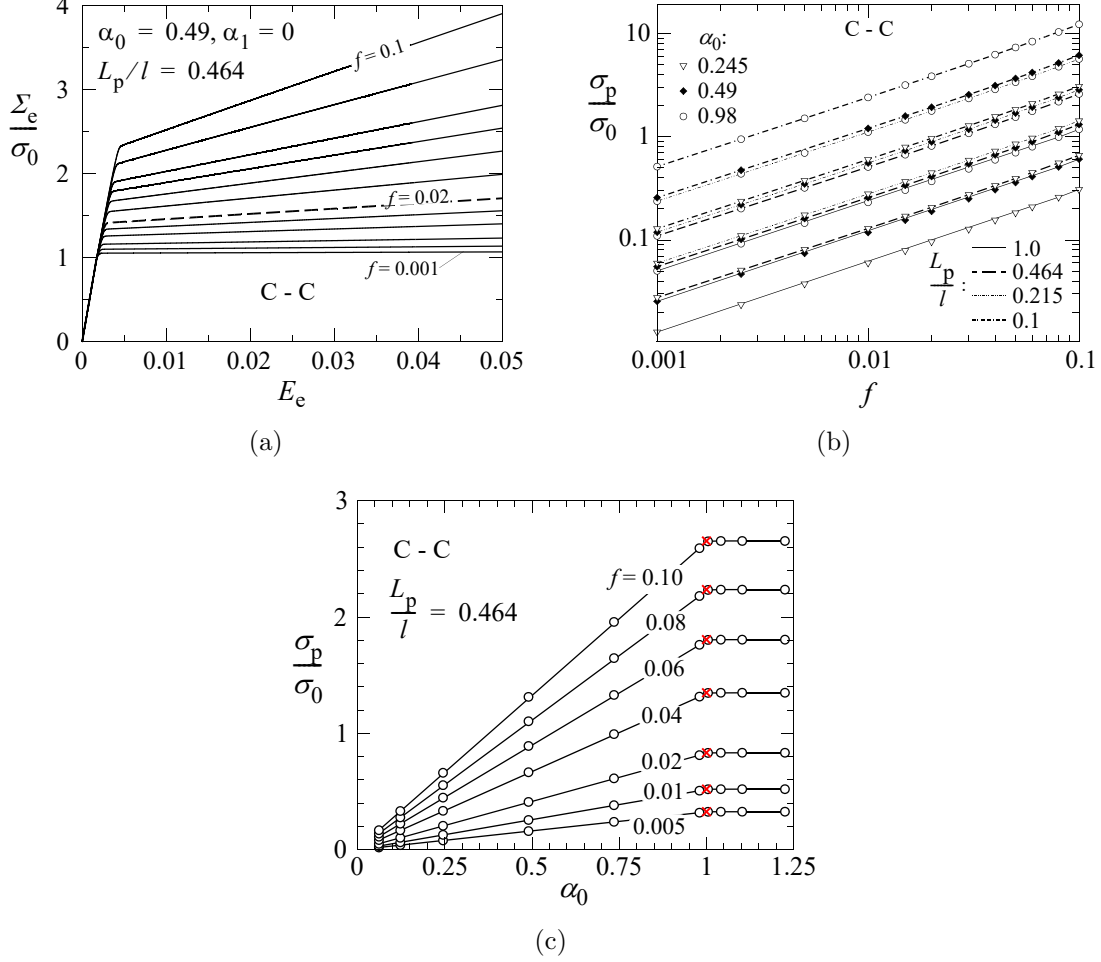 4
3
2
1
0
Σe
σ0
α0 = 0.49, α1 = 0
Lp/l = 0.464
f = 0.1
f = 0.02.
f = 0.001
C - C
0 0.01 0.02 0.03 0.04 0.05
Ee
(a)
10
1
0.1
σp
σ0
α0:
0.245
0.49
0.98
C - C
Lp
l :
1.0
0.464
0.215
0.1
0.001 0.01 0.1
f
(b)
3
2
1
0
σp
σ0
C - C
Lp
l = 0.464
f = 0.10
0.08
0.06
0.04
0.02
0.01
0.005
0 0.25 0.5 0.75 1 1.25
α0
(c)